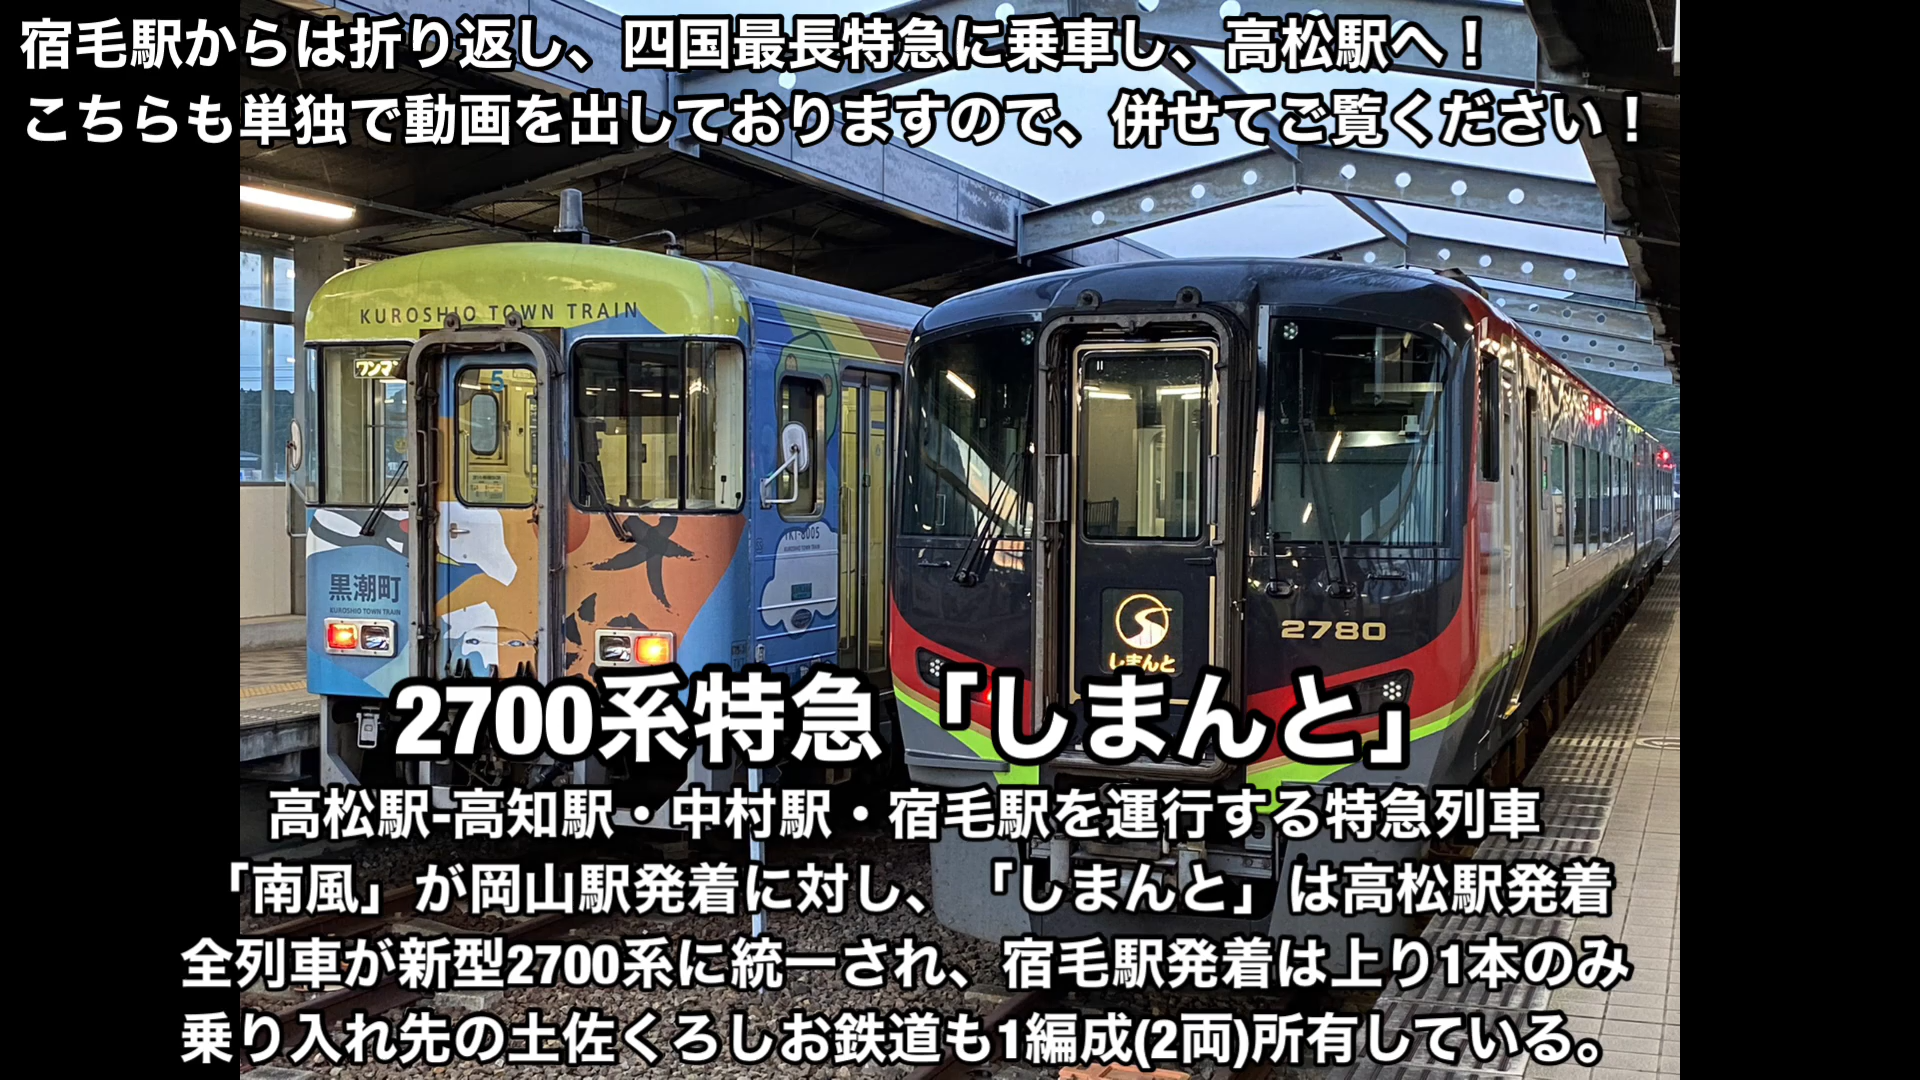 宿毛駅からは折り返し、四国最長特急に乗車し、高松駅へ！
こちらも単独で動画を出しておりますので、併せてご覧ください！
KUROSHIO TOWN TRAIN
ワンマ
5
TKT-8005
KUROSHIO TOWN TRAIN
黒潮町
KUROSHIO TOWN TRAIN
しまんと
2780
2700系特急「しまんと」
高松駅-高知駅・中村駅・宿毛駅を運行する特急列車
「南風」が岡山駅発着に対し、「しまんと」は高松駅発着
全列車が新型2700系に統一され、宿毛駅発着は上り1本のみ
乗り入れ先の土佐くろしお鉄道も1編成(2両)所有している。